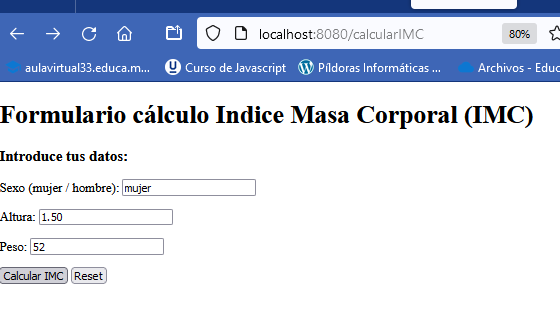 localhost:8080/calcularIMC 80%
aulavirtual33.educa.m... Curso de Javascript Píldoras Informáticas ... Archivos - Educ
Formulario cálculo Indice Masa Corporal (IMC)
Introduce tus datos:
Sexo (mujer / hombre): mujer
Altura: 1.50
Peso: 52
Calcular IMC Reset